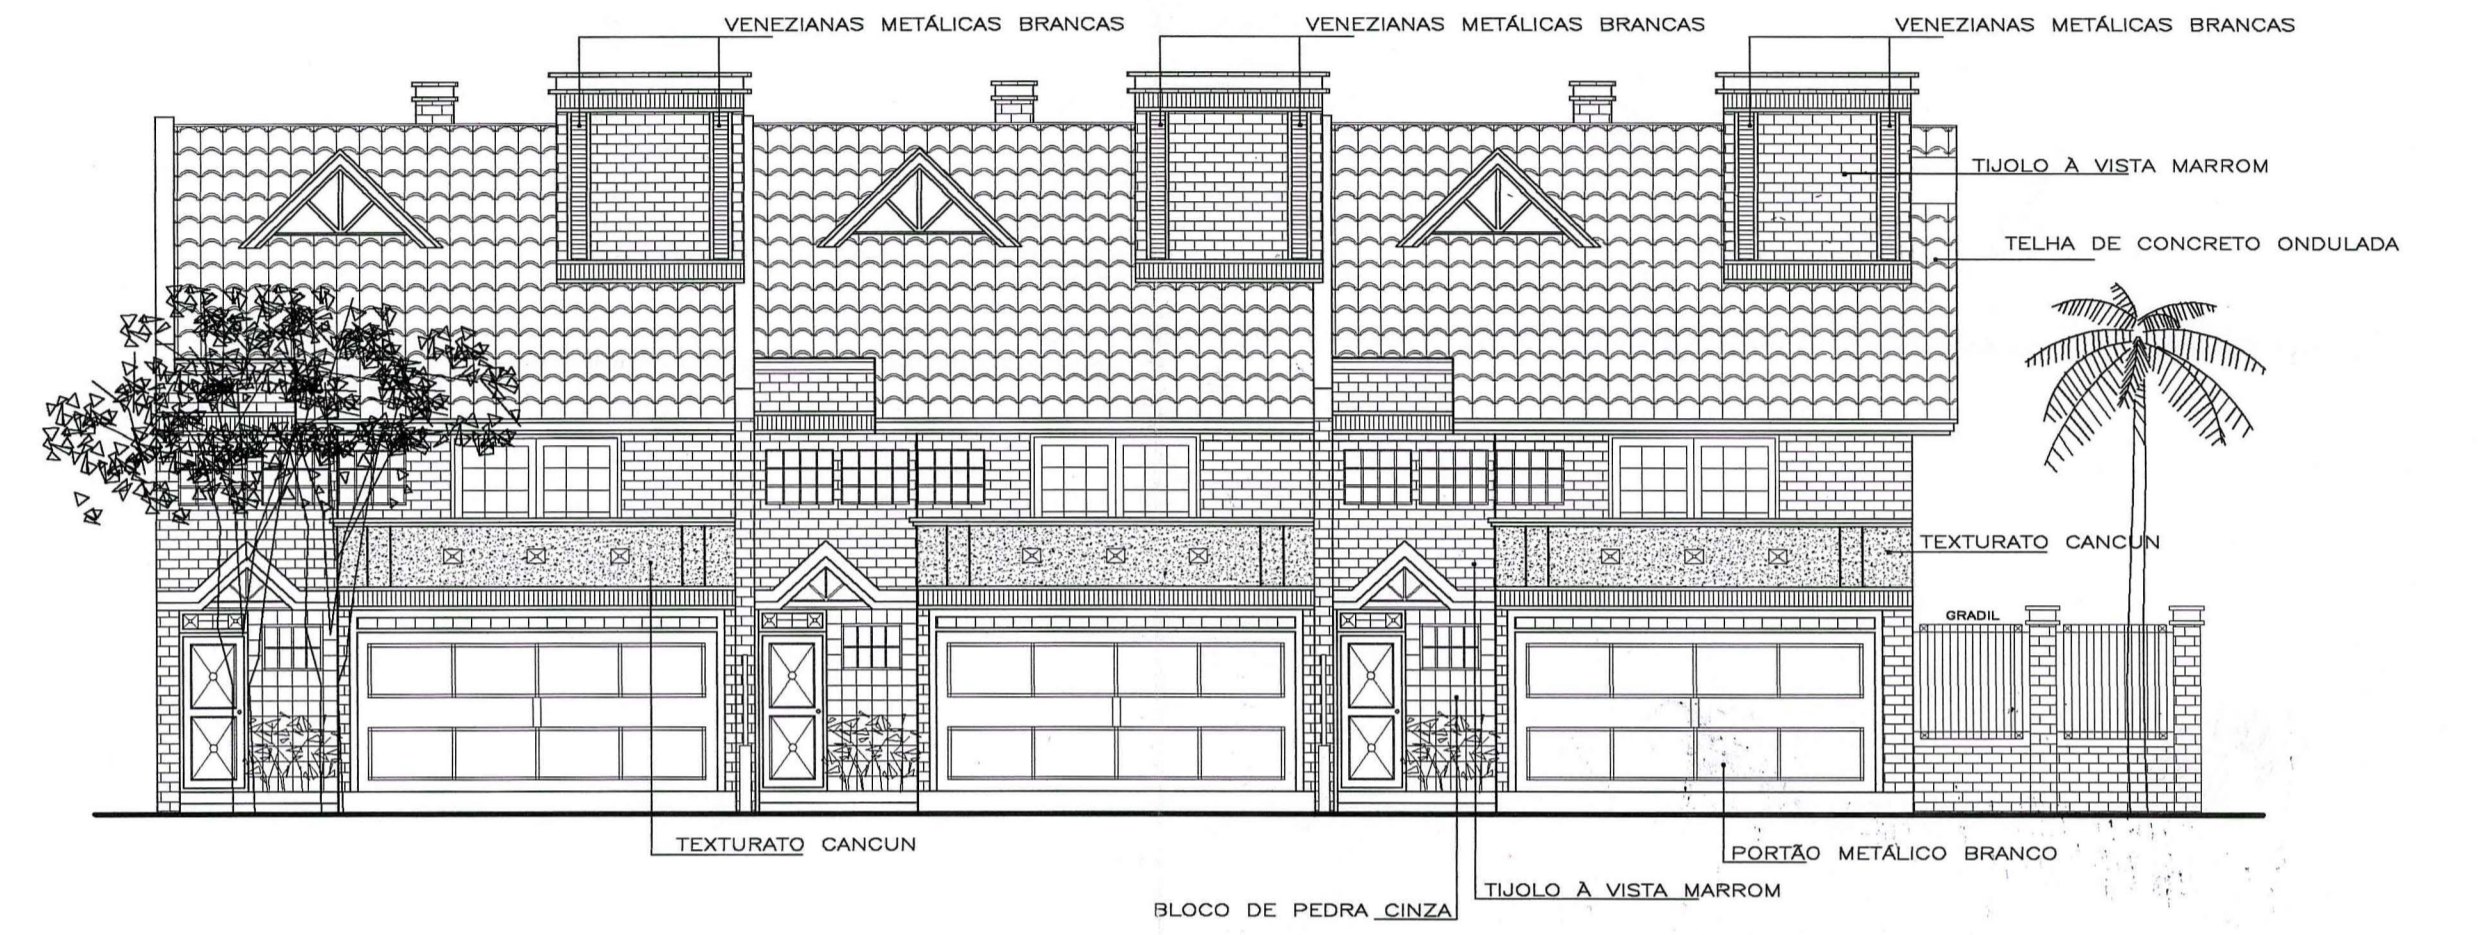 VENEZIANAS METÁLICAS BRANCAS
VENEZIANAS METÁLICAS BRANCAS
VENEZIANAS METÁLICAS BRANCAS
TIJOLO À VISTA MARROM
TELHA DE CONCRETO ONDULADA
TEXTURATO CANCUN
GRADIL
TEXTURATO CANCUN
PORTÃO METÁLICO BRANCO
TIJOLO À VISTA MARROM
BLOCO DE PEDRA CINZA